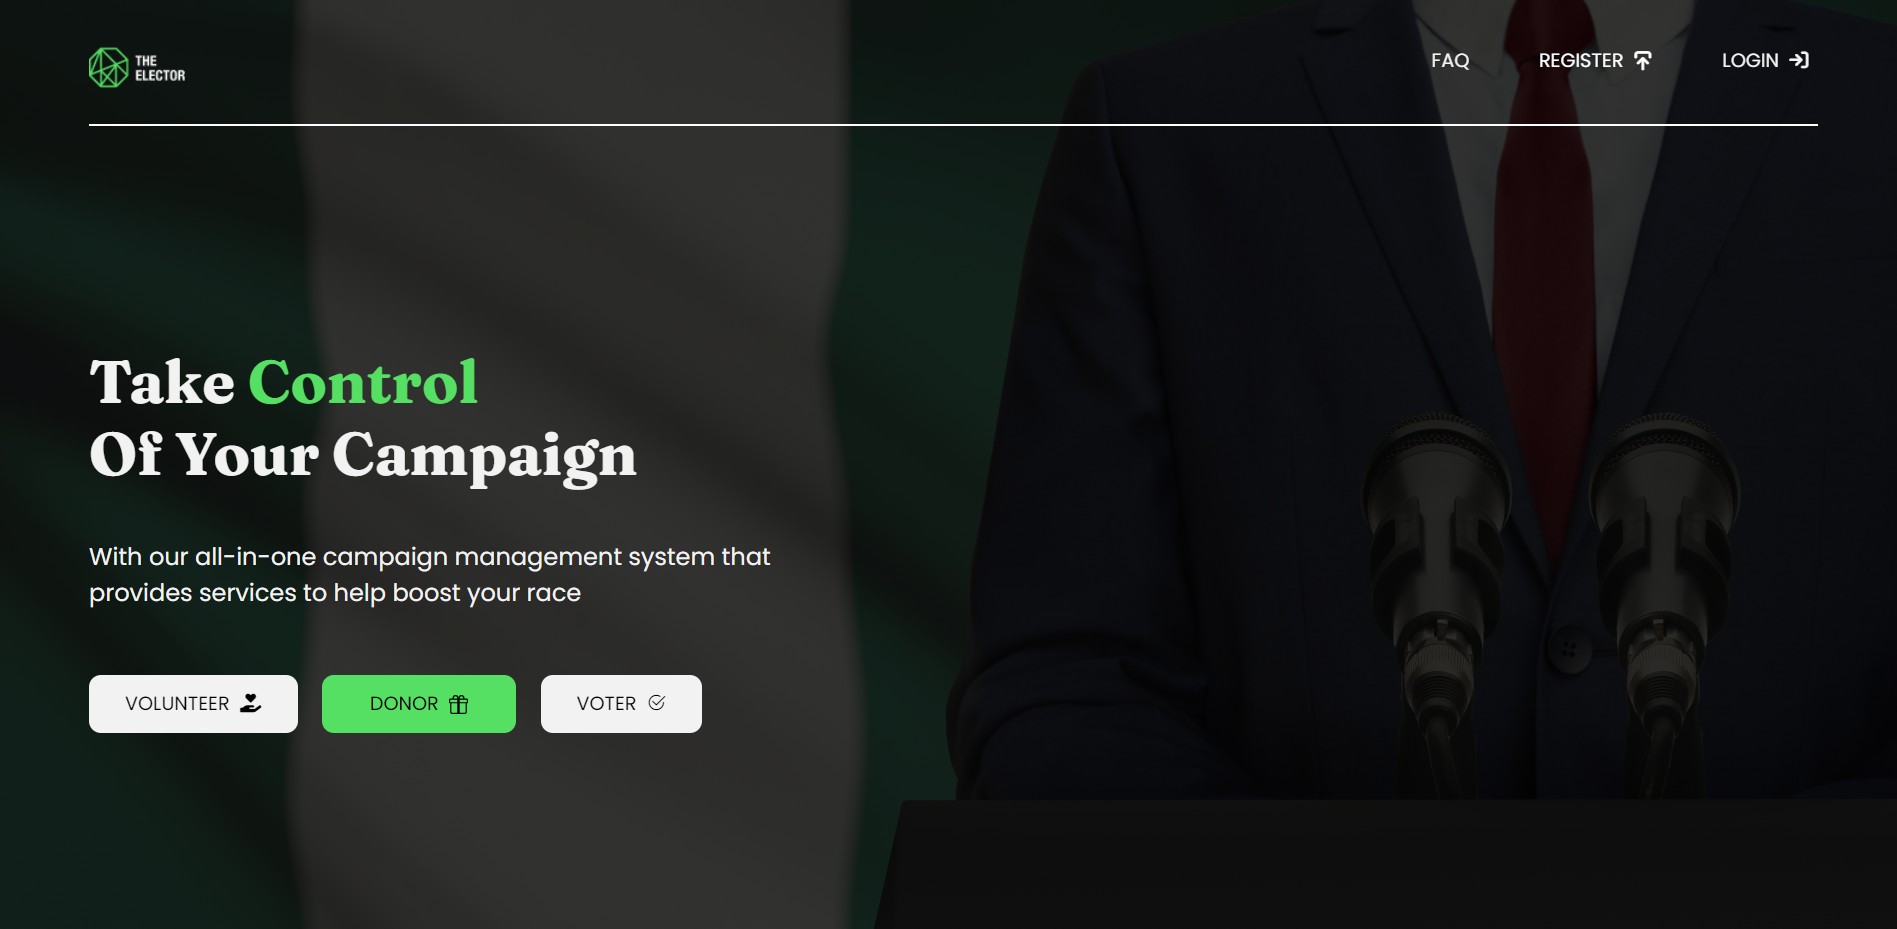 THE
ELECTOR
FAQ
REGISTER
LOGIN
Take Control
Of Your Campaign
With our all-in-one campaign management system that
provides services to help boost your race
VOLUNTEER
DONOR
VOTER